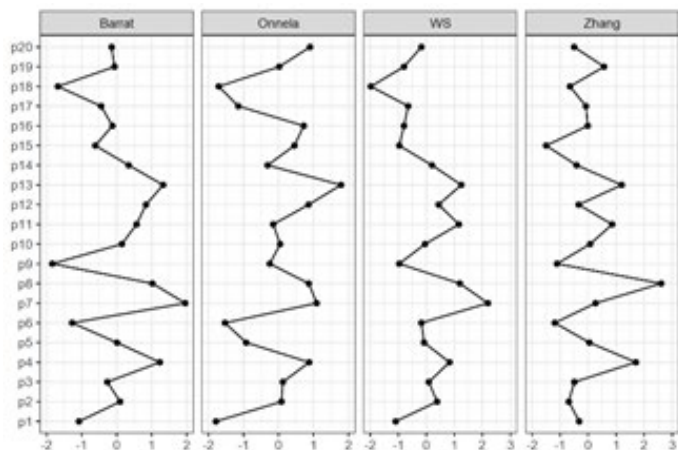 Barrat Onnela WS Zhang
p20
p19
p18
p17
p16
p15
p14
p13
p12
p11
p10
p9
p8
p7
p6
p5
p4
p3
p2
p1
-2 -1 0 1 2 -2 -1 0 1 2 -2 -1 0 1 2 3 -2 -1 0 1 2 3